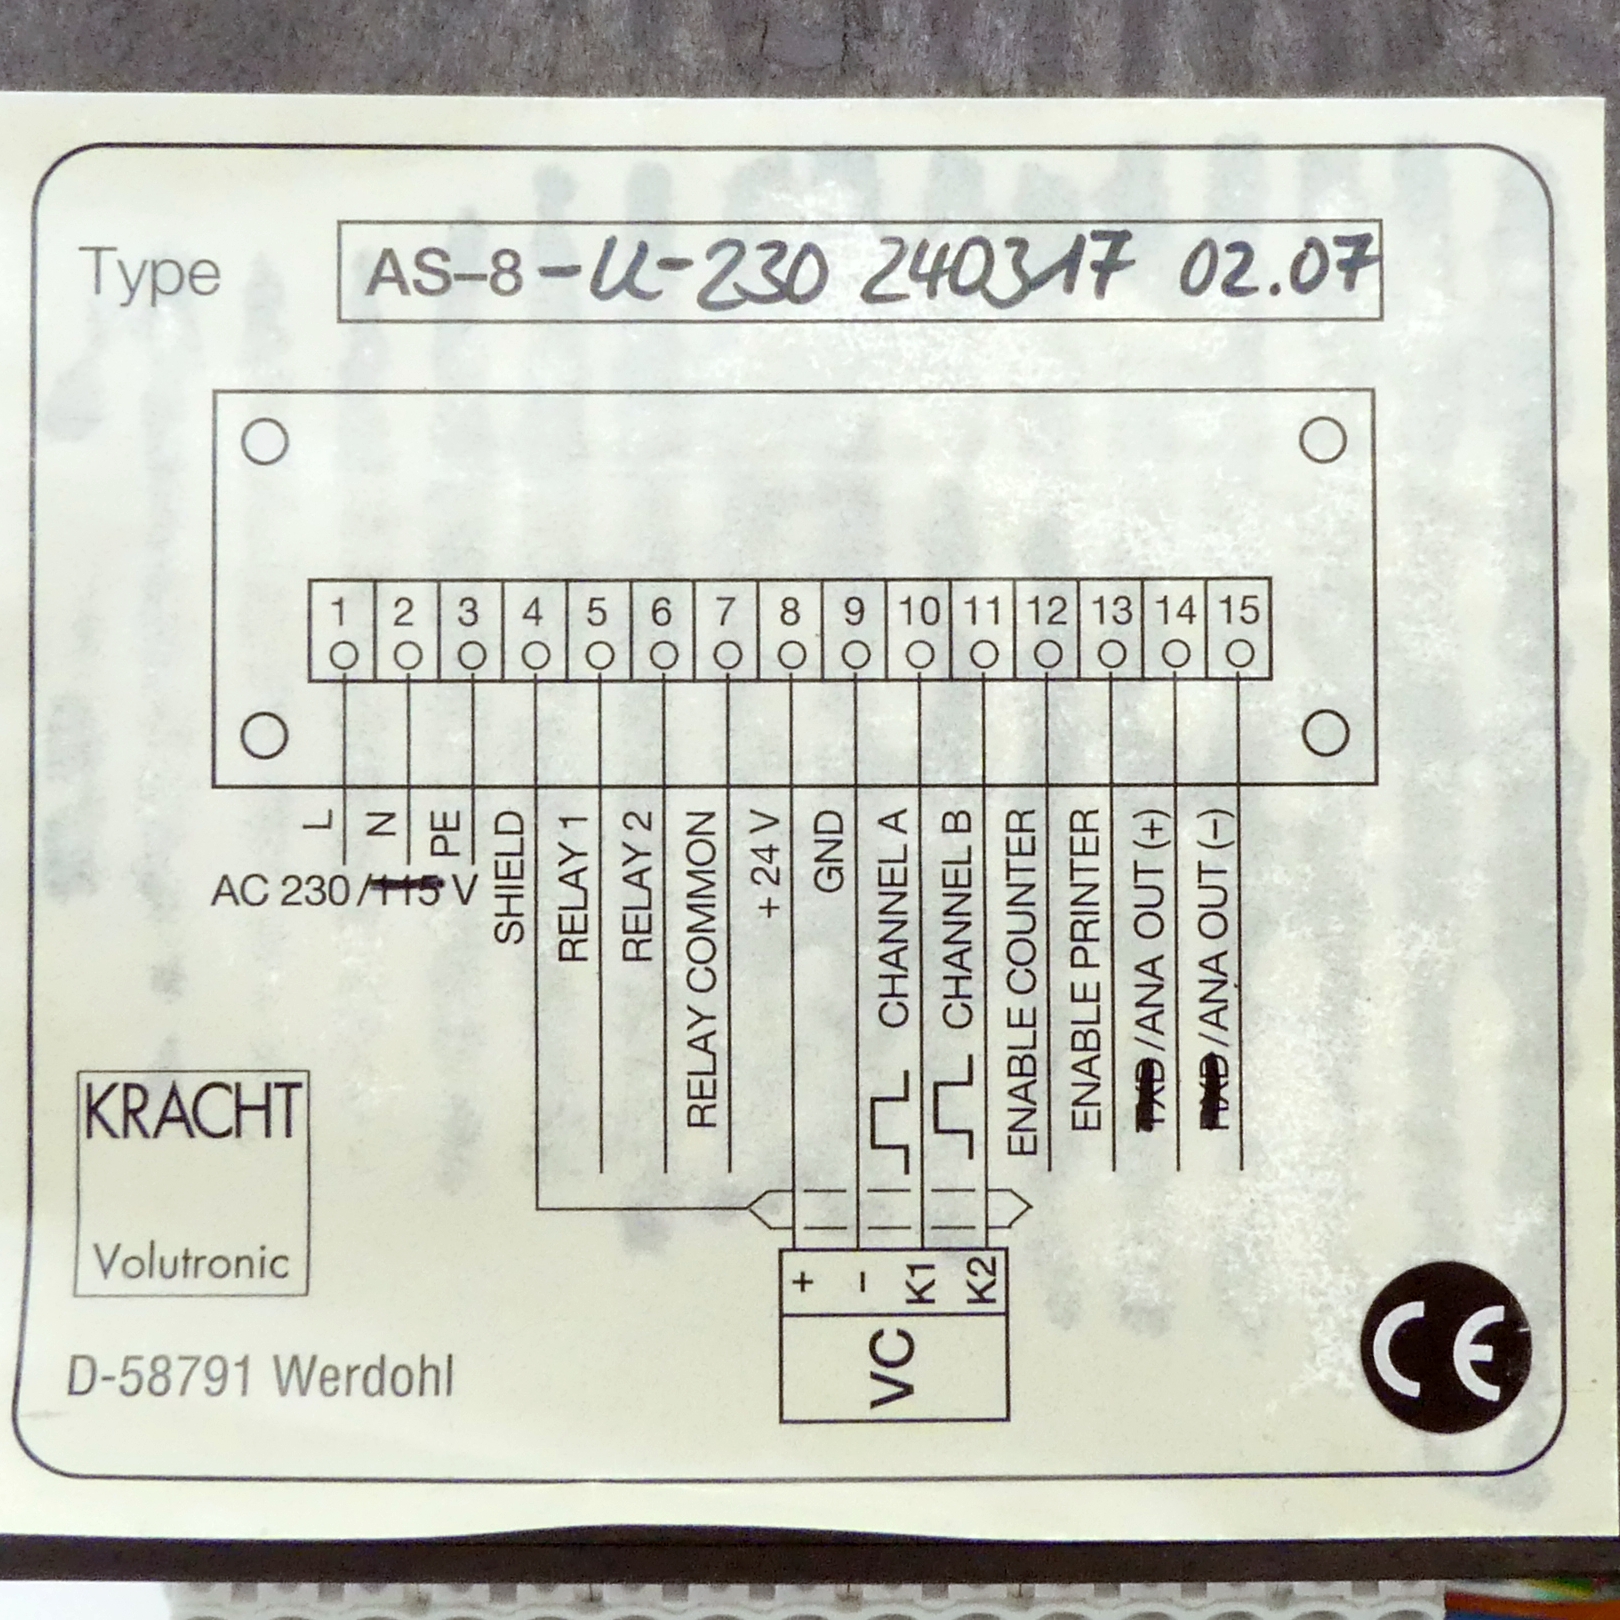 Type AS-8-U-230 240317 02.07
1 2 3 4 5 6 7 8 9 10 11 12 13 14 15
L
N
PE
AC 230/115 V
SHIELD
RELAY 1
RELAY 2
RELAY COMMON
+ 24 V
GND
CHANNEL A
CHANNEL B
ENABLE COUNTER
ENABLE PRINTER
TXD/ANA OUT (+)
RXD/ANA OUT (–)
+
–
K1
K2
VC
KRACHT
Volutronic
D-58791 Werdohl
CE